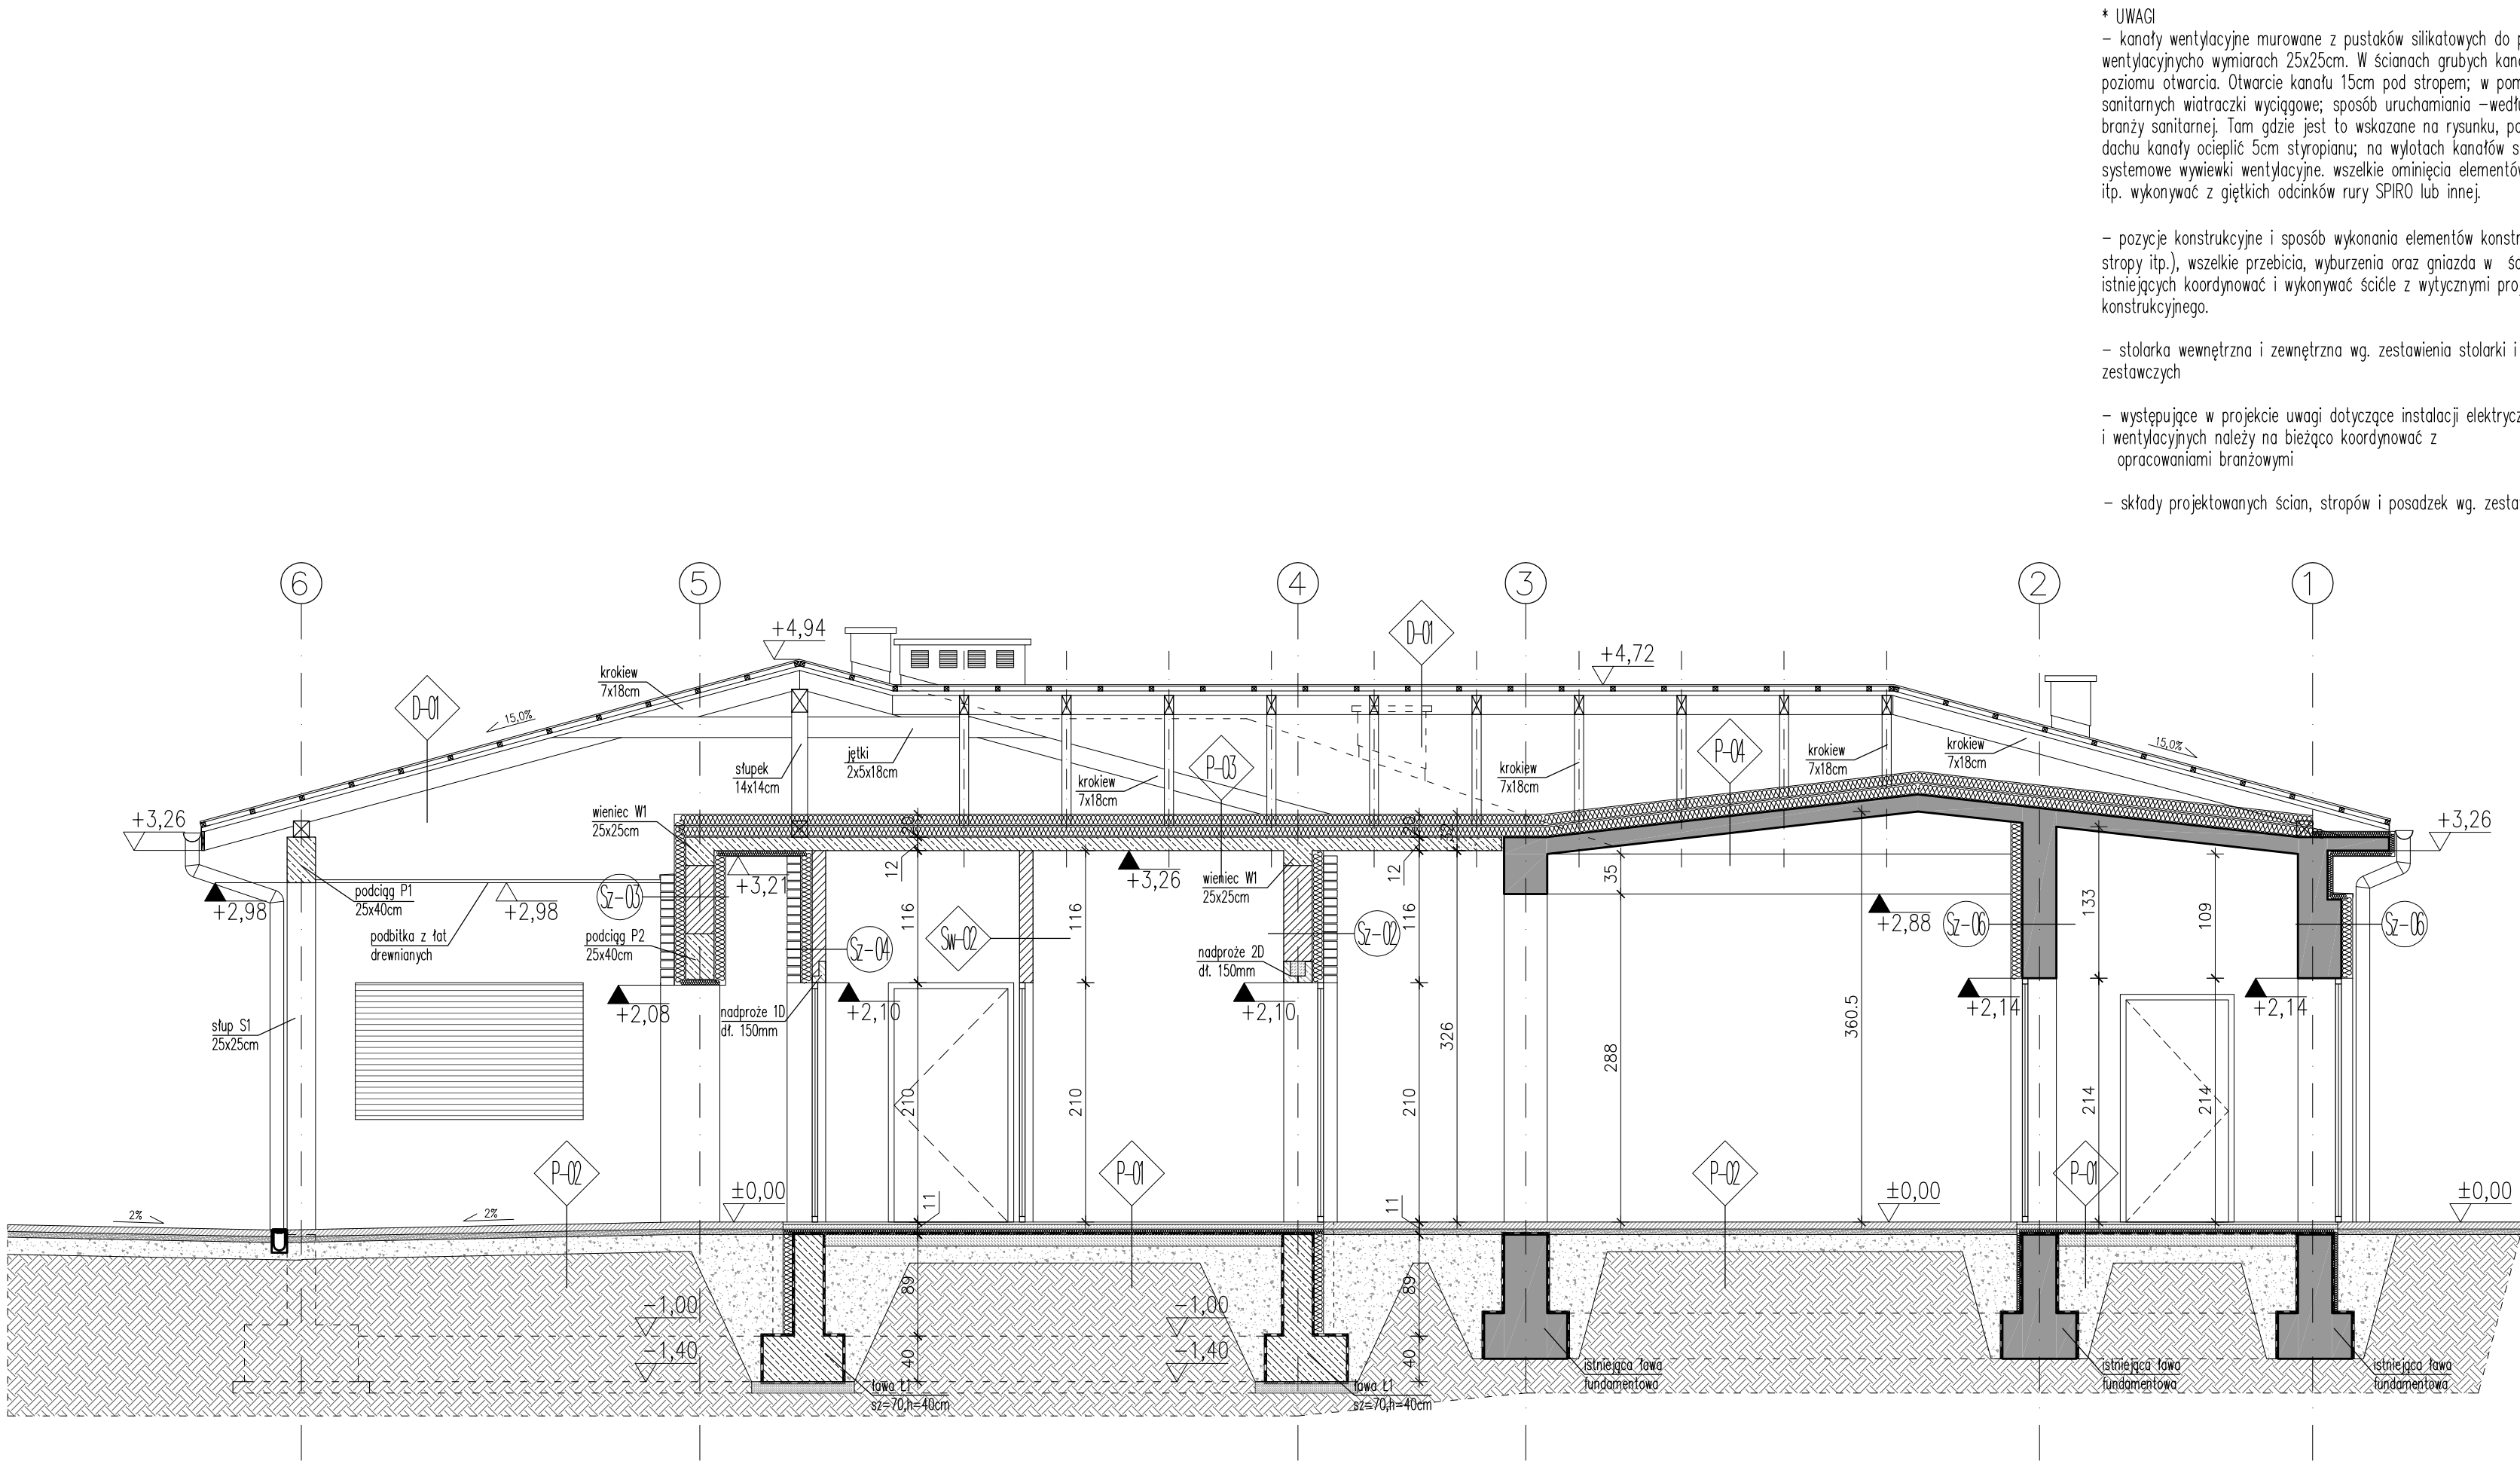 * UWAGI
– kanały wentylacyjne murowane z pustaków silikatowych do
wentylacyjnycho wymiarach 25x25cm. W ścianach grubych
poziomu otwarcia. Otwarcie kanału 15cm pod stropem; w
sanitarnych wiatraczki wyciągowe; sposób uruchamiania
branży sanitarnej. Tam gdzie jest to wskazane na rysunku,
dachu kanały ocieplić 5cm styropianu; na wylotach kanałów
systemowe wywiewki wentylacyjne. wszelkie ominięcia
itp. wykonywać z giętkich odcinków rury SPIRO lub innej.
– pozycje konstrukcyjne i sposób wykonania elementów
stropy itp.), wszelkie przebicia, wyburzenia oraz gniazda w
istniejących koordynować i wykonywać śćićle z wytycznymi
konstrukcyjnego.
– stolarka wewnętrzna i zewnętrzna wg. zestawienia stolarki i
zestawczych
– występujące w projekcie uwagi dotyczące instalacji
i wentylacyjnych należy na bieżąco koordynować z
opracowaniami branżowymi
– składy projektowanych ścian, stropów i posadzek wg.
6 5 4 3 2 1
+4,94
D-01
+4,72
krokiew
7x18cm
D-01
15,0%
15,0%
słupek
14x14cm
jętki
2x5x18cm
krokiew
7x18cm
P-03
krokiew
7x18cm
P-04
krokiew
7x18cm
krokiew
7x18cm
+3,26
wieniec W1
25x25cm
20
12
20
32
12
+3,26
+3,21
+3,26
wieniec W1
25x25cm
35
Sz-03
podciąg P1
25x40cm
+2,98
+2,98
podbitka z łat
drewnianych
podciąg P2
25x40cm
Sz-04
116
Sw-02
116
Sz-02
116
+2,88
Sz-06
133
109
Sz-06
nadproże 2D
dł. 150mm
+2,08
nadproże 1D
dł. 150mm
+2,10
+2,10
+2,14
+2,14
słup S1
25x25cm
326
288
360.5
210
210
210
214
214
P-02
P-01
P-02
P-01
±0,00
±0,00
±0,00
2%
2%
11
11
89
89
-1,00
-1,00
-1,40
-1,40
40
40
ława Ł1
sz=70,h=40cm
ława Ł1
sz=70,h=40cm
istniejąca ława
fundamentowa
istniejąca ława
fundamentowa
istniejąca ława
fundamentowa